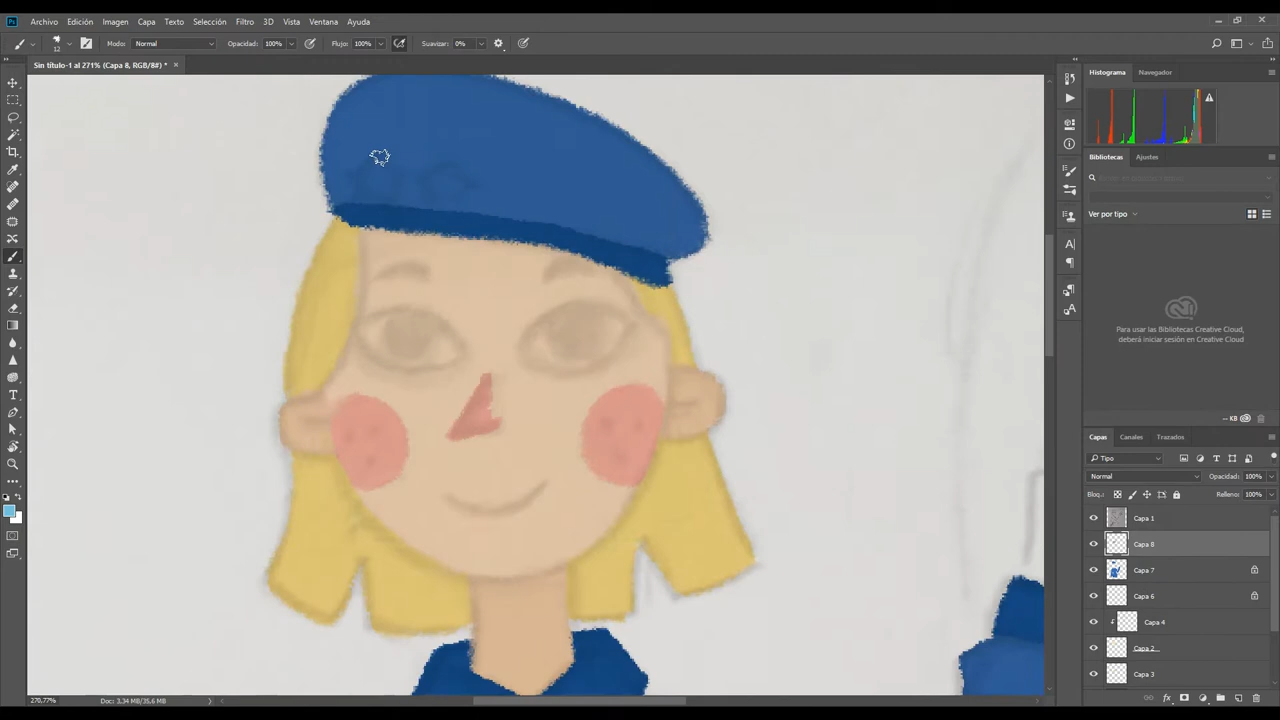 Archivo Edición Imagen Capa Texto Selección Filtro 3D Vista Ventana Ayuda
12 Modo: Normal Opacidad: 100% Flujo: 100% Suavizar: 0%
Sin título-1 al 271% (Capa 8, RGB/8#) * ×
Histograma Navegador
Bibliotecas Ajustes
Ver por tipo
Para usar las Bibliotecas Creative Cloud,
deberá iniciar sesión en Creative Cloud
-- KB
Capas Canales Trazados
Tipo
Normal Opacidad: 100%
Bloq.: Relleno: 100%
Capa 1
Capa 8
Capa 7
Capa 6
Capa 4
Capa 2
Capa 3
270,77% Doc: 3,34 MB/35,6 MB